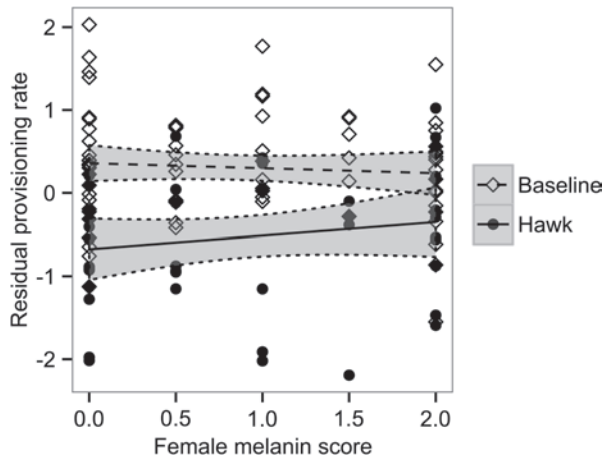 2
1
0
-1
-2
Residual provisioning rate
0.0 0.5 1.0 1.5 2.0
Female melanin score
Baseline
Hawk